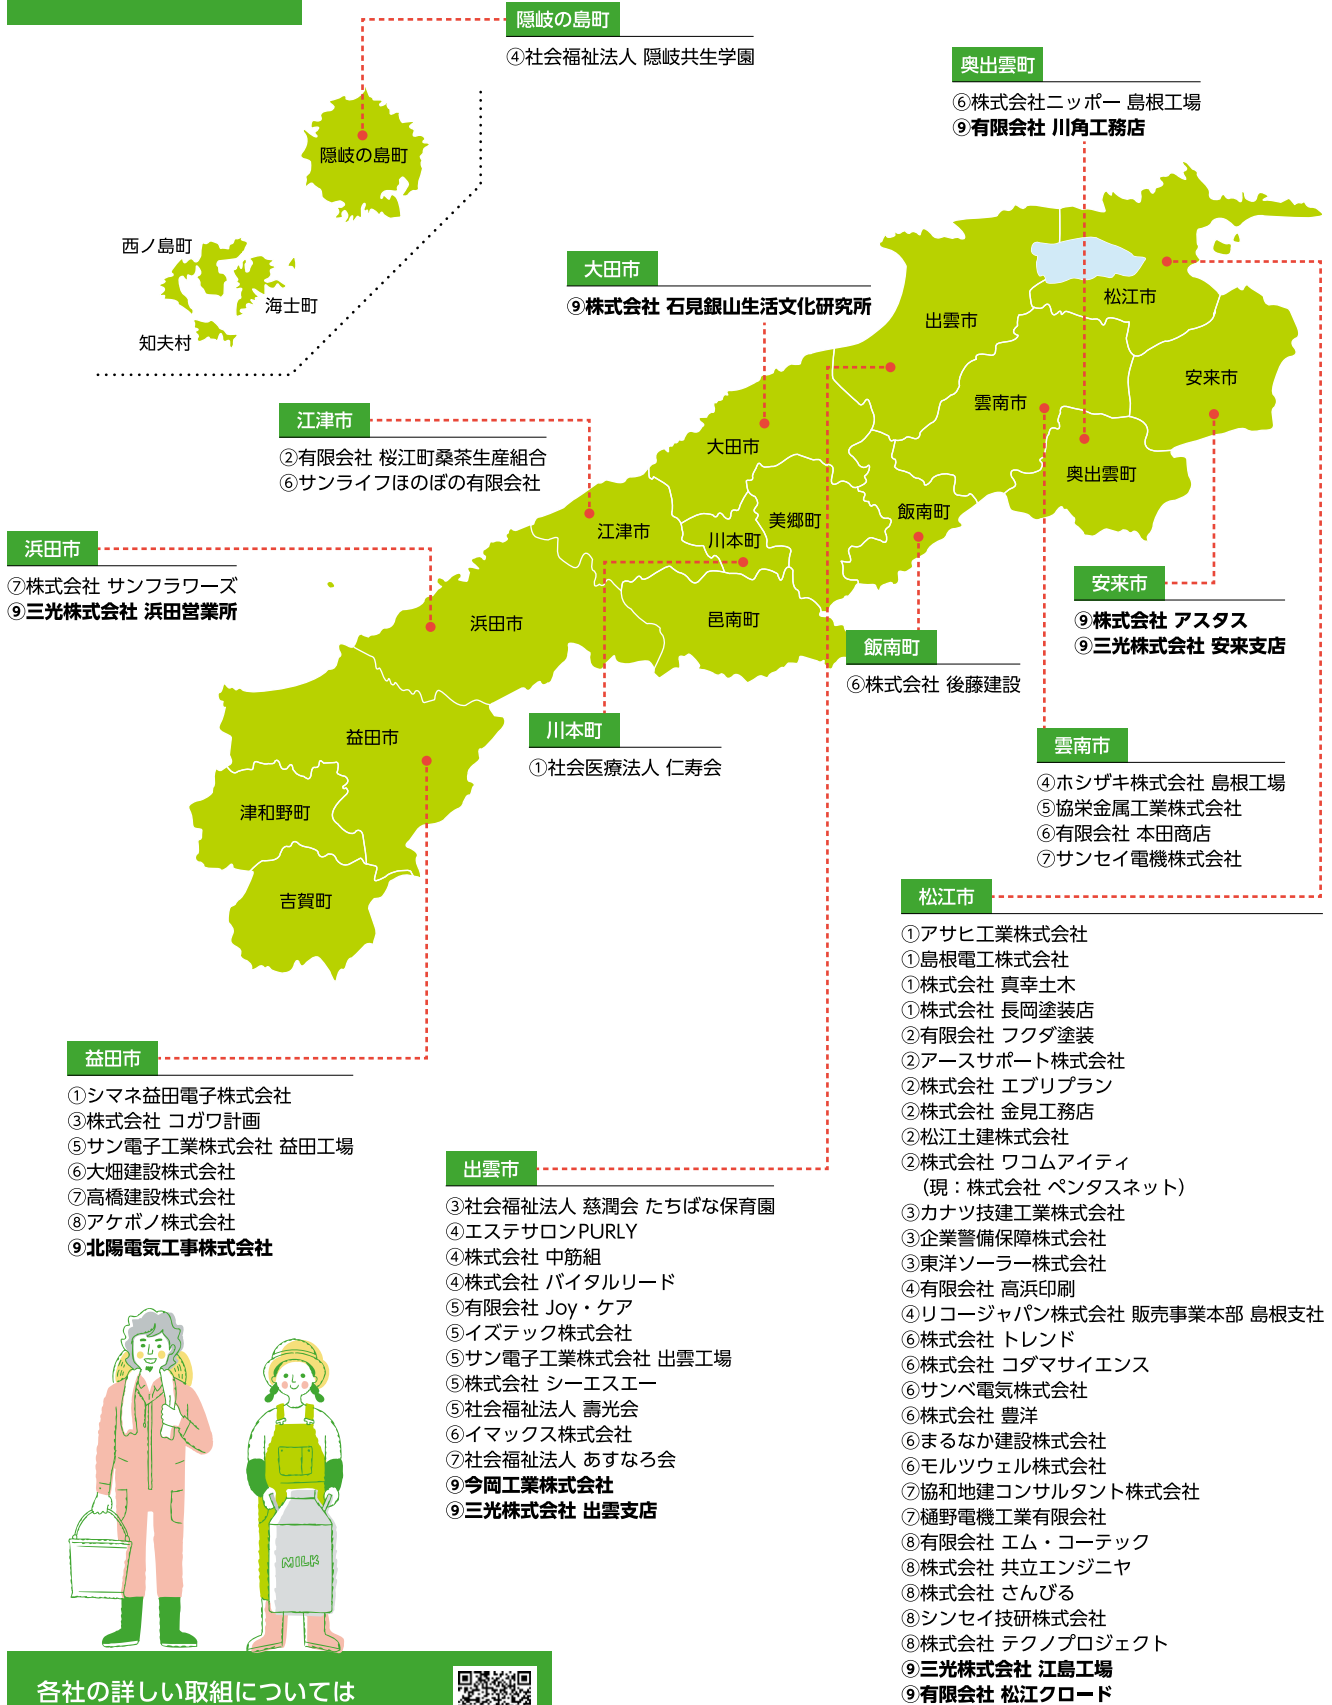 隠岐の島町
④社会福祉法人 隠岐共生学園
奥出雲町
⑥株式会社ニッポー 島根工場
⑨有限会社 川角工務店
隠岐の島町
西ノ島町
海士町
知夫村
大田市
⑨株式会社 石見銀山生活文化研究所
松江市
出雲市
安来市
雲南市
大田市
奥出雲町
美郷町
飯南町
江津市
川本町
邑南町
浜田市
益田市
津和野町
吉賀町
江津市
②有限会社 桜江町桑茶生産組合
⑥サンライフほのぼの有限会社
浜田市
⑦株式会社 サンフラワーズ
⑨三光株式会社 浜田営業所
安来市
⑨株式会社 アスタス
⑨三光株式会社 安来支店
飯南町
⑥株式会社 後藤建設
川本町
①社会医療法人 仁寿会
雲南市
④ホシザキ株式会社 島根工場
⑤協栄金属工業株式会社
⑥有限会社 本田商店
⑦サンセイ電機株式会社
松江市
①アサヒ工業株式会社
①島根電工株式会社
①株式会社 真幸土木
①株式会社 長岡塗装店
②有限会社 フクダ塗装
②アースサポート株式会社
②株式会社 エブリプラン
②株式会社 金見工務店
②松江土建株式会社
②株式会社 ワコムアイティ
（現：株式会社 ペンタスネット）
③カナツ技建工業株式会社
③企業警備保障株式会社
③東洋ソーラー株式会社
④有限会社 高浜印刷
④リコージャパン株式会社 販売事業本部 島根支社
⑥株式会社 トレンド
⑥株式会社 コダマサイエンス
⑥サンベ電気株式会社
⑥株式会社 豊洋
⑥まるなか建設株式会社
⑥モルツウェル株式会社
⑦協和地建コンサルタント株式会社
⑦樋野電機工業有限会社
⑧有限会社 エム・コーテック
⑧株式会社 共立エンジニヤ
⑧株式会社 さんびる
⑧シンセイ技研株式会社
⑧株式会社 テクノプロジェクト
⑨三光株式会社 江島工場
⑨有限会社 松江クロード
益田市
①シマネ益田電子株式会社
③株式会社 コガワ計画
⑤サン電子工業株式会社 益田工場
⑥大畑建設株式会社
⑦高橋建設株式会社
⑧アケボノ株式会社
⑨北陽電気工事株式会社
出雲市
③社会福祉法人 慈潤会 たちばな保育園
④エステサロンPURLY
④株式会社 中筋組
④株式会社 バイタルリード
⑤有限会社 Joy・ケア
⑤イズテック株式会社
⑤サン電子工業株式会社 出雲工場
⑤株式会社 シーエスエー
⑤社会福祉法人 壽光会
⑥イマックス株式会社
⑦社会福祉法人 あすなろ会
⑨今岡工業株式会社
⑨三光株式会社 出雲支店
MILK
各社の詳しい取組については